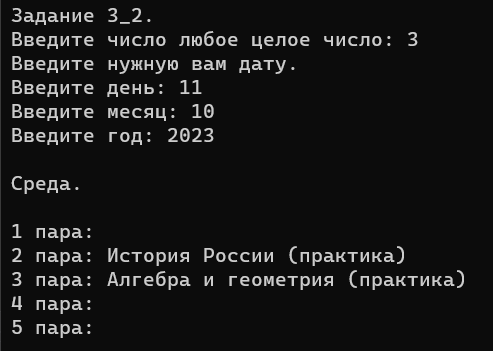 Задание 3_2.
Введите число любое целое число: 3
Введите нужную вам дату.
Введите день: 11
Введите месяц: 10
Введите год: 2023
Среда.
1 пара:
2 пара: История России (практика)
3 пара: Алгебра и геометрия (практика)
4 пара:
5 пара: